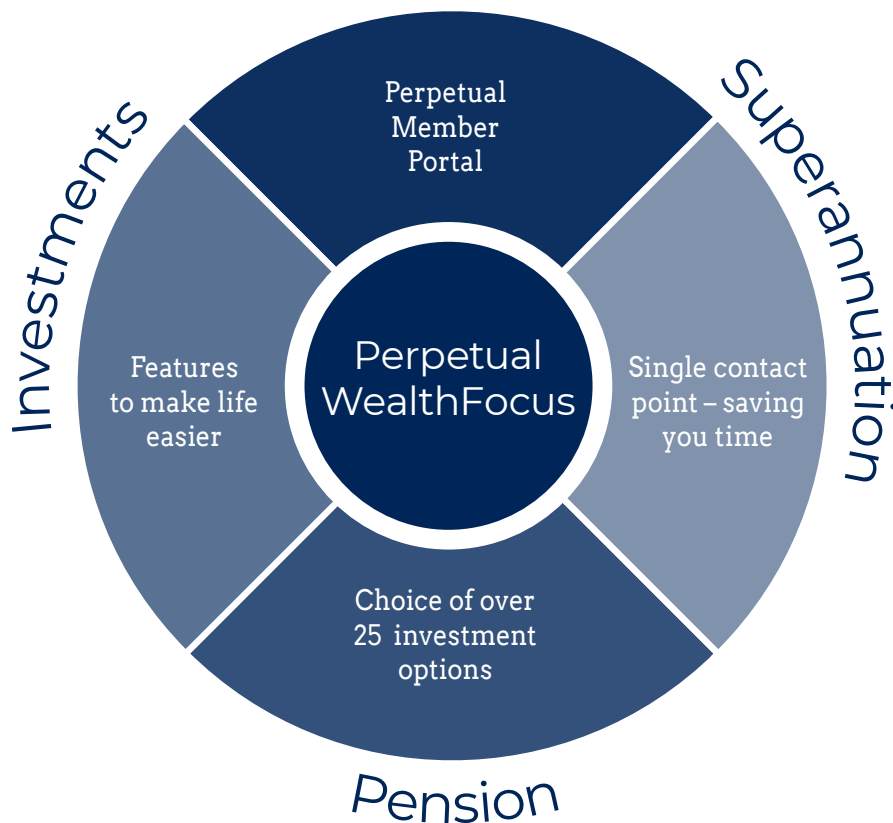 Investments
Superannuation
Perpetual
Member
Portal
Features
to make life
easier
Perpetual
WealthFocus
Single contact
point – saving
you time
Choice of over
25 investment
options
Pension